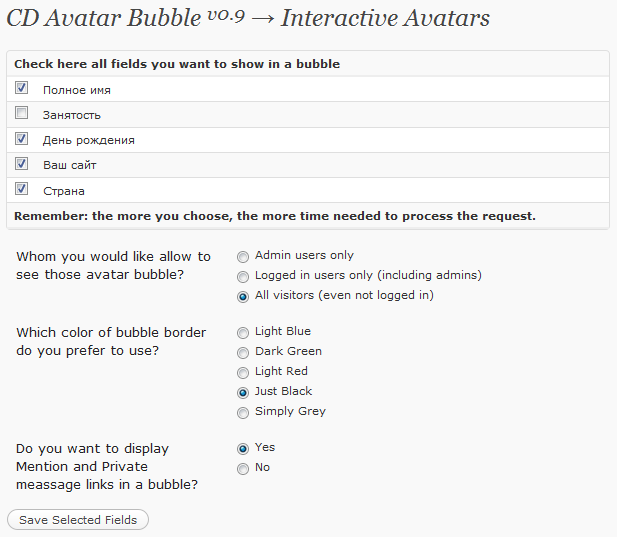 CD Avatar Bubble v0.9 → Interactive Avatars
Check here all fields you want to show in a bubble
Полное имя
Занятость
День рождения
Ваш сайт
Страна
Remember: the more you choose, the more time needed to process the request.
Whom you would like allow to
see those avatar bubble?
Admin users only
Logged in users only (including admins)
All visitors (even not logged in)
Which color of bubble border
do you prefer to use?
Light Blue
Dark Green
Light Red
Just Black
Simply Grey
Do you want to display
Mention and Private
meassage links in a bubble?
Yes
No
Save Selected Fields